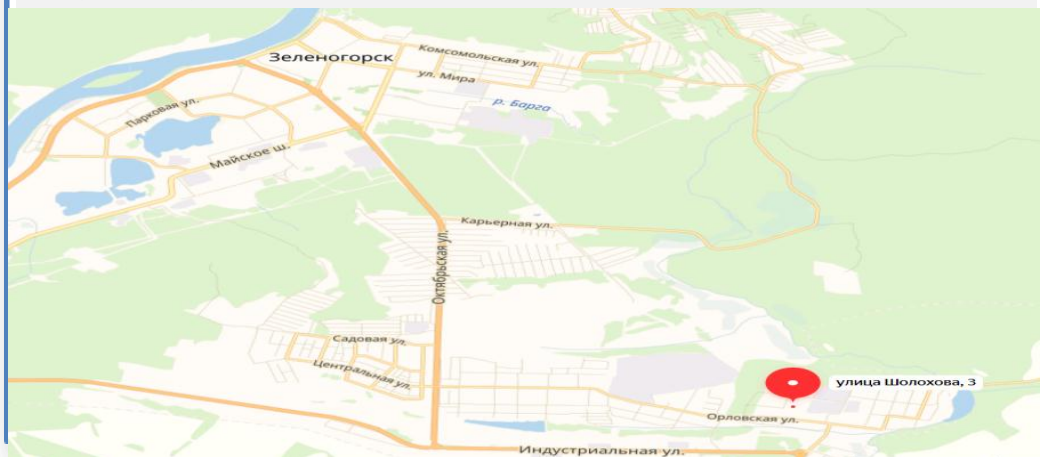 Комсомольская ул.
Зеленогорск
ул. Мира
р. Барга
Парковая ул.
Майское ш.
Карьерная ул.
Октябрьская ул.
Садовая ул.
Центральная ул.
улица Шолохова, 3
Орловская ул.
Индустриальная ул.